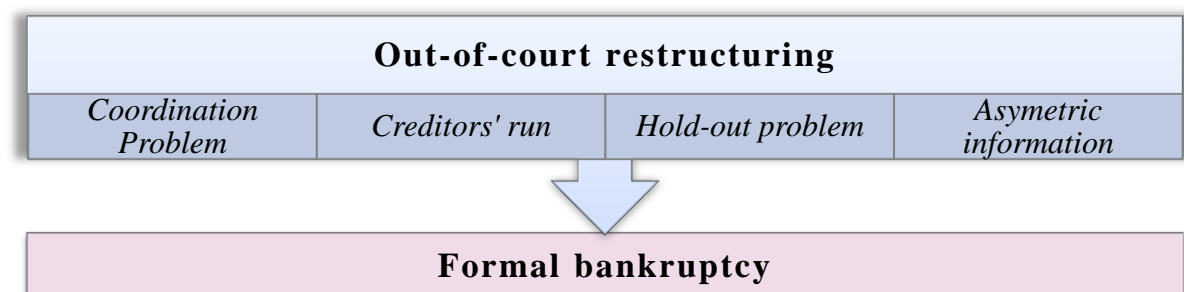 Out-of-court restructuring
Coordination
Problem
Creditors' run
Hold-out problem
Asymetric
information
Formal bankruptcy